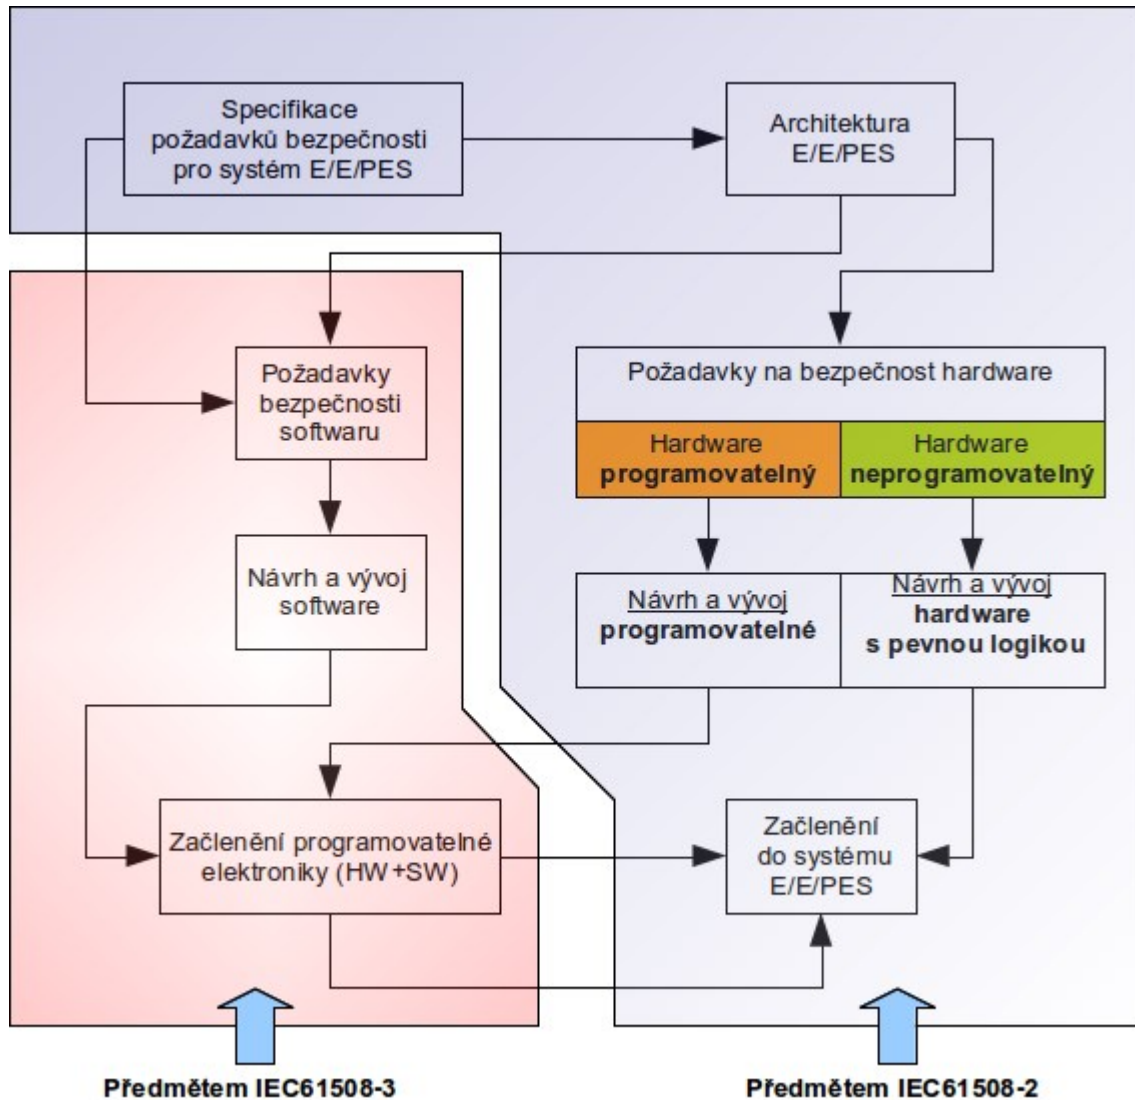 Specifikace
požadavků bezpečnosti
pro systém E/E/PES
Architektura
E/E/PES
Požadavky
bezpečnosti
softwaru
Požadavky na bezpečnost hardware
Hardware
programovatelný
Hardware
neprogramovatelný
Návrh a vývoj
software
Návrh a vývoj
programovatelné
Návrh a vývoj
hardware
s pevnou logikou
Začlenění programovatelné
elektroniky (HW+SW)
Začlenění
do systému
E/E/PES
Předmětem IEC61508-3
Předmětem IEC61508-2